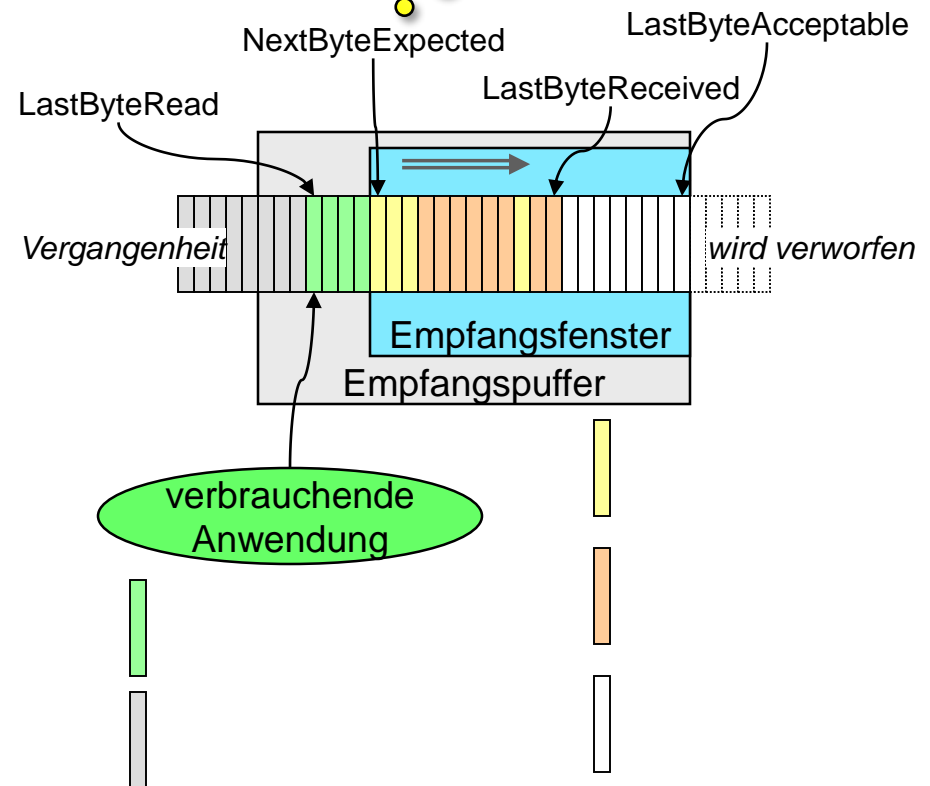 LastByteAcceptable
NextByteExpected
LastByteReceived
LastByteRead
Vergangenheit
wird verworfen
Empfangsfenster
Empfangspuffer
verbrauchende
Anwendung